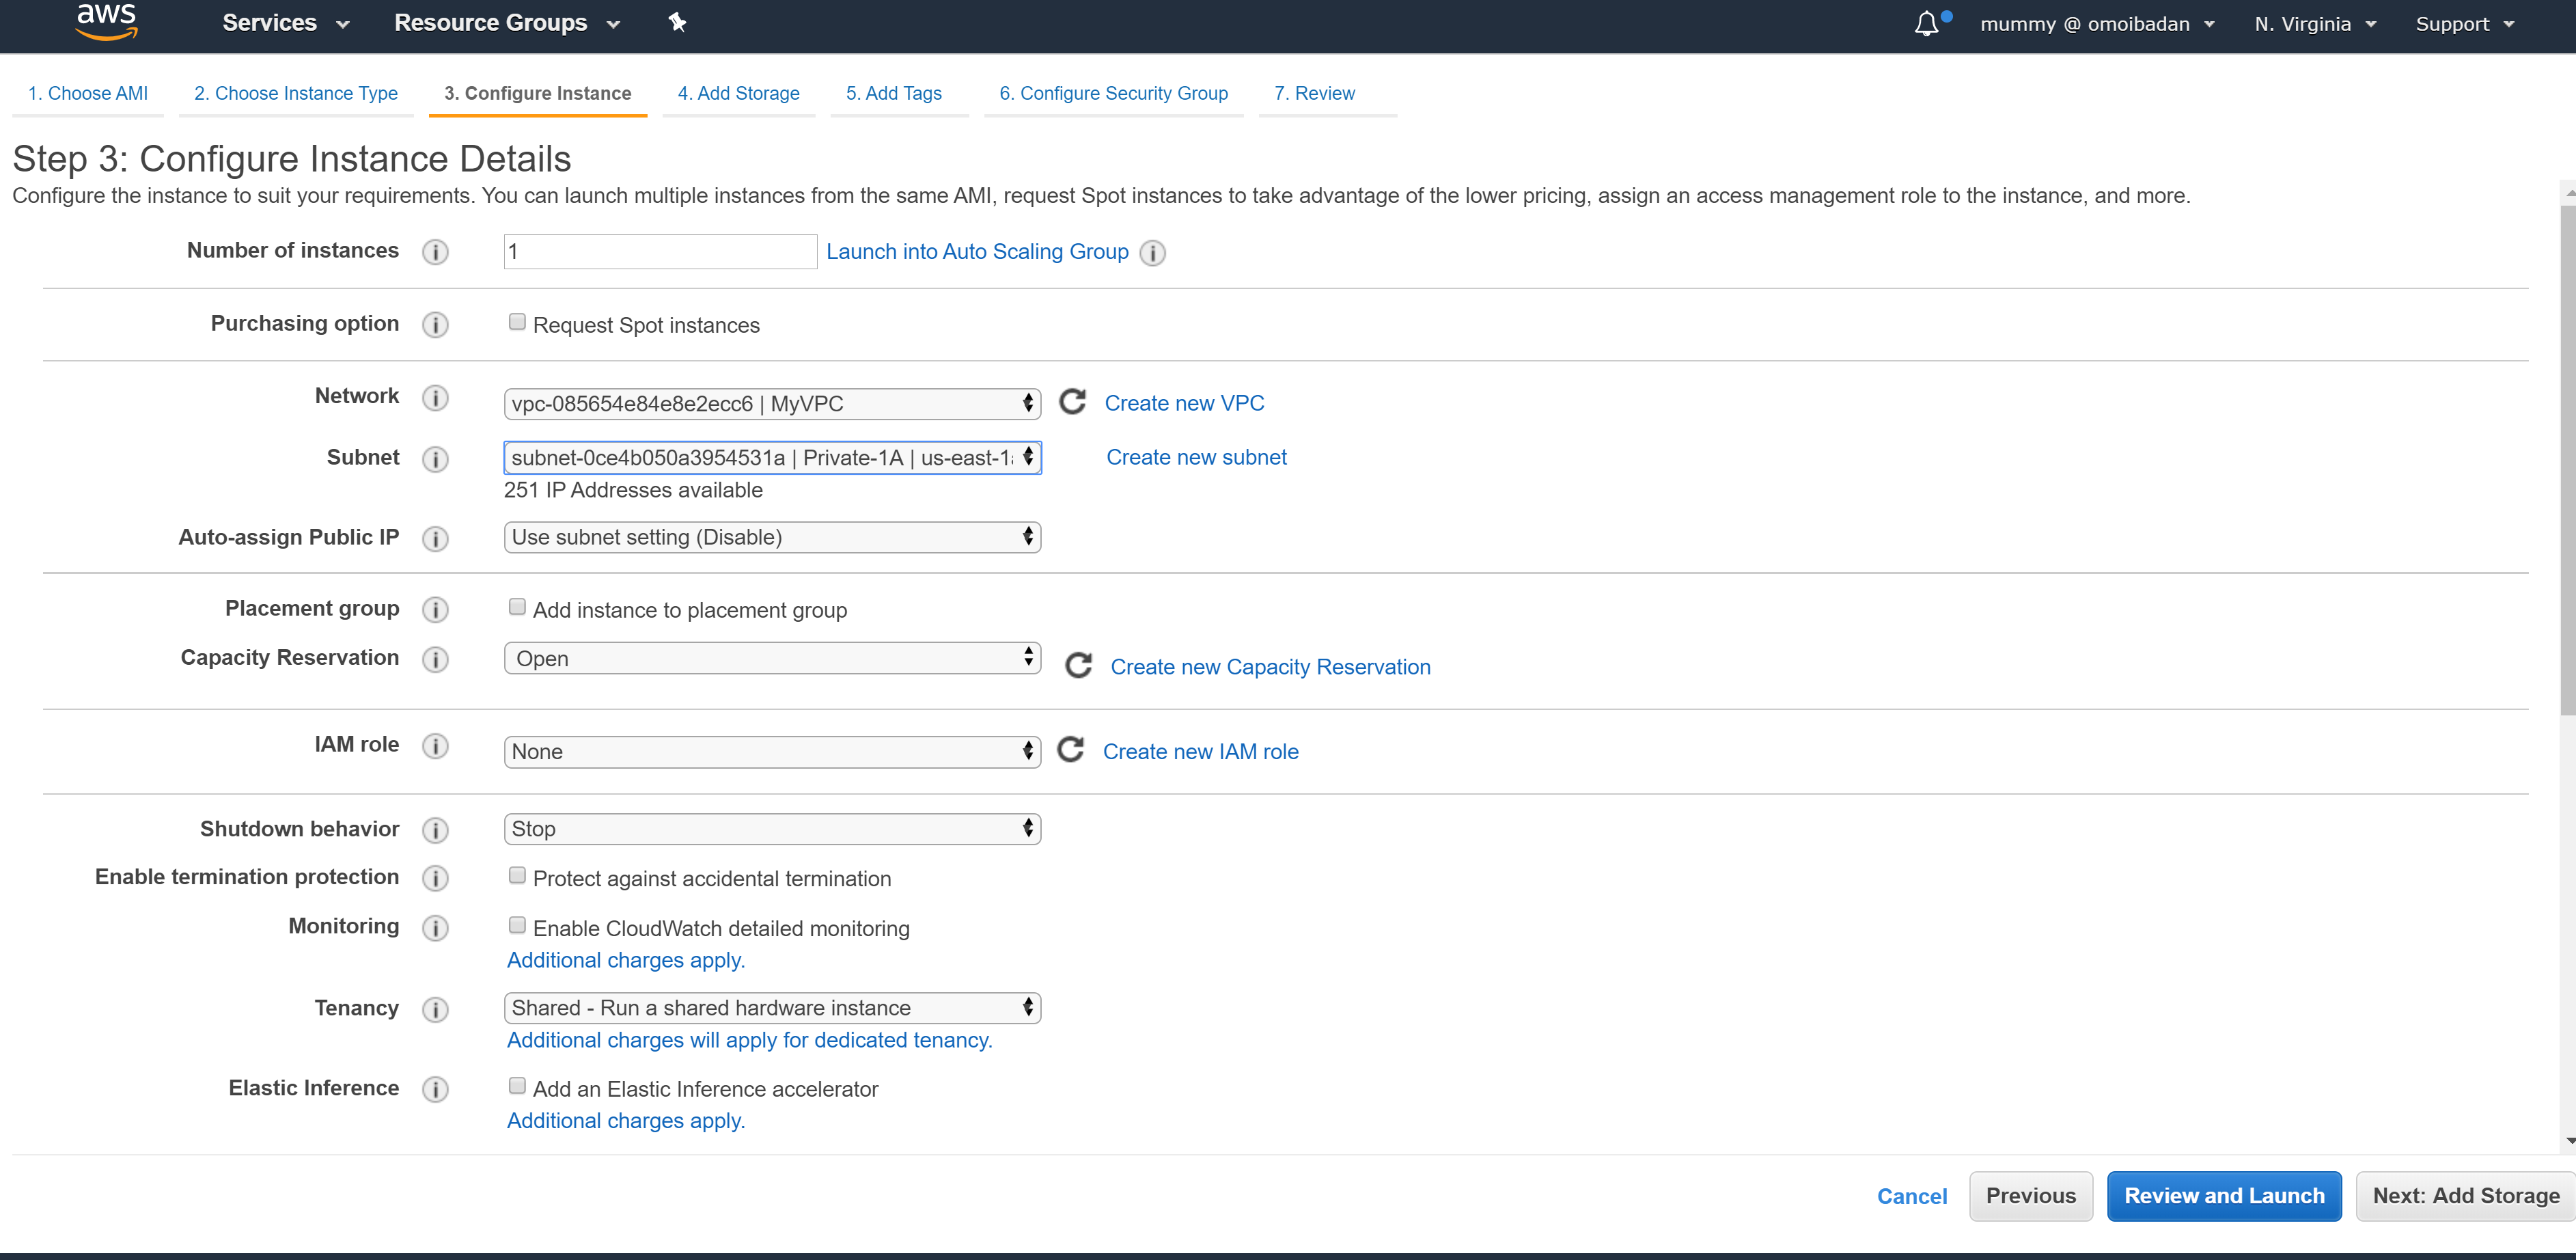 aws Services Resource Groups mummy @ omoibadan N. Virginia Support
1. Choose AMI 2. Choose Instance Type 3. Configure Instance 4. Add Storage 5. Add Tags 6. Configure Security Group 7. Review
Step 3: Configure Instance Details
Configure the instance to suit your requirements. You can launch multiple instances from the same AMI, request Spot instances to take advantage of the lower pricing, assign an access management role to the instance, and more.
Number of instances i 1 Launch into Auto Scaling Group i
Purchasing option i Request Spot instances
Network i vpc-085654e84e8e2ecc6 | MyVPC Create new VPC
Subnet i subnet-0ce4b050a3954531a | Private-1A | us-east-1 Create new subnet
251 IP Addresses available
Auto-assign Public IP i Use subnet setting (Disable)
Placement group i Add instance to placement group
Capacity Reservation i Open Create new Capacity Reservation
IAM role i None Create new IAM role
Shutdown behavior i Stop
Enable termination protection i Protect against accidental termination
Monitoring i Enable CloudWatch detailed monitoring
Additional charges apply.
Tenancy i Shared - Run a shared hardware instance
Additional charges will apply for dedicated tenancy.
Elastic Inference i Add an Elastic Inference accelerator
Additional charges apply.
Cancel Previous Review and Launch Next: Add Storage